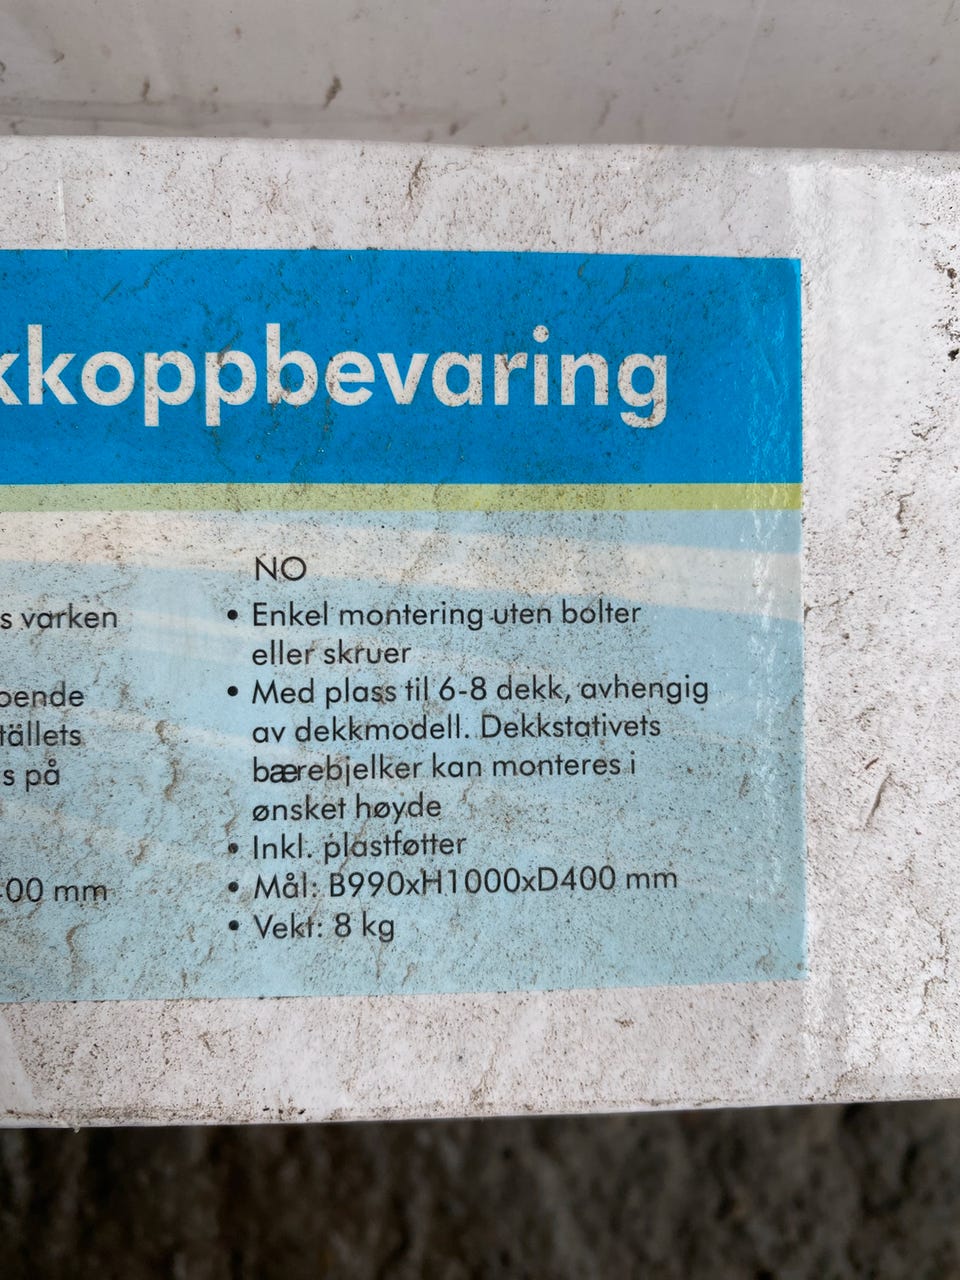 kkoppbevaring
s varken
oende
tällets
s på
00 mm
NO
• Enkel montering uten bolter
eller skruer
• Med plass til 6-8 dekk, avhengig
av dekkmodell. Dekkstativets
bærebjelker kan monteres i
ønsket høyde
• Inkl. plastføtter
• Mål: B990xH1000xD400 mm
• Vekt: 8 kg